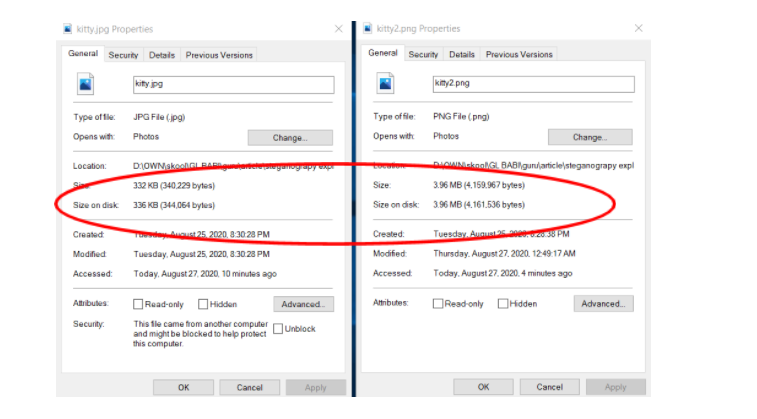 kitty.jpg Properties
General Security Details Previous Versions
kitty.jpg
Type of file: JPG File (.jpg)
Opens with: Photos Change...
Location: D:\OWN\skool\GL BABI\guru\article\steganograpy expl
Size: 332 KB (340,229 bytes)
Size on disk: 336 KB (344,064 bytes)
Created: Tuesday, August 25, 2020, 8:30:28 PM
Modified: Tuesday, August 25, 2020, 8:30:28 PM
Accessed: Today, August 27, 2020, 10 minutes ago
Attributes: Read-only Hidden Advanced...
Security: This file came from another computer
and might be blocked to help protect
this computer.
Unblock
OK Cancel Apply
kitty2.png Properties
General Security Details Previous Versions
kitty2.png
Type of file: PNG File (.png)
Opens with: Photos Change...
Location: D:\OWN\skool\GL BABI\guru\article\steganograpy expl
Size: 3.96 MB (4,159,967 bytes)
Size on disk: 3.96 MB (4,161,536 bytes)
Created: Tuesday, August 25, 2020, 8:28:38 PM
Modified: Thursday, August 27, 2020, 12:49:17 AM
Accessed: Today, August 27, 2020, 4 minutes ago
Attributes: Read-only Hidden Advanced...
OK Cancel Apply